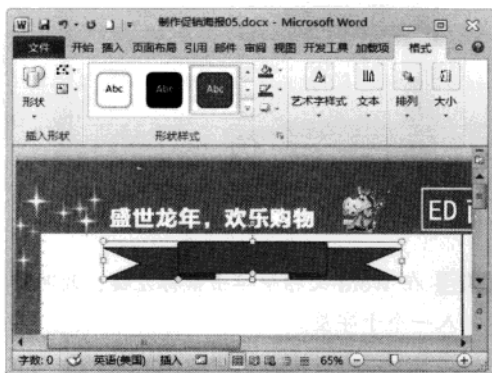 制作促销海报05.docx - Microsoft Word
文件 开始 插入 页面布局 引用 邮件 审阅 视图 开发工具 加载项 格式
Abc Abc Abc
形状 艺术字样式 文本 排列 大小
插入形状 形状样式
盛世龙年，欢乐购物
ED
字数: 0 英语(美国) 插入 65%